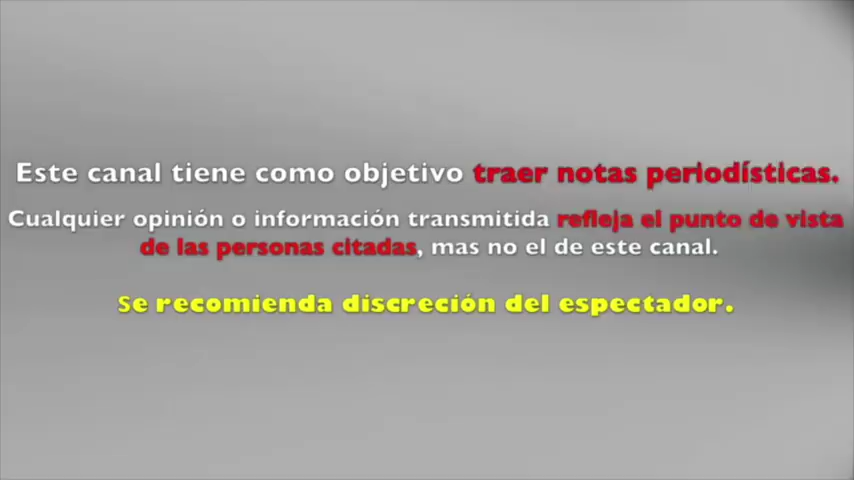 Este canal tiene como objetivo traer notas periodísticas.
Cualquier opinión o información transmitida refleja el punto de vista
de las personas citadas, mas no el de este canal.
Se recomienda discreción del espectador.